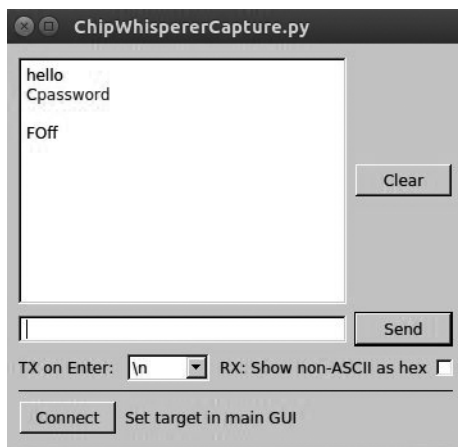 ChipWhispererCapture.py
hello
Cpassword
FOff
Clear
Send
TX on Enter: \n RX: Show non-ASCII as hex
Connect Set target in main GUI